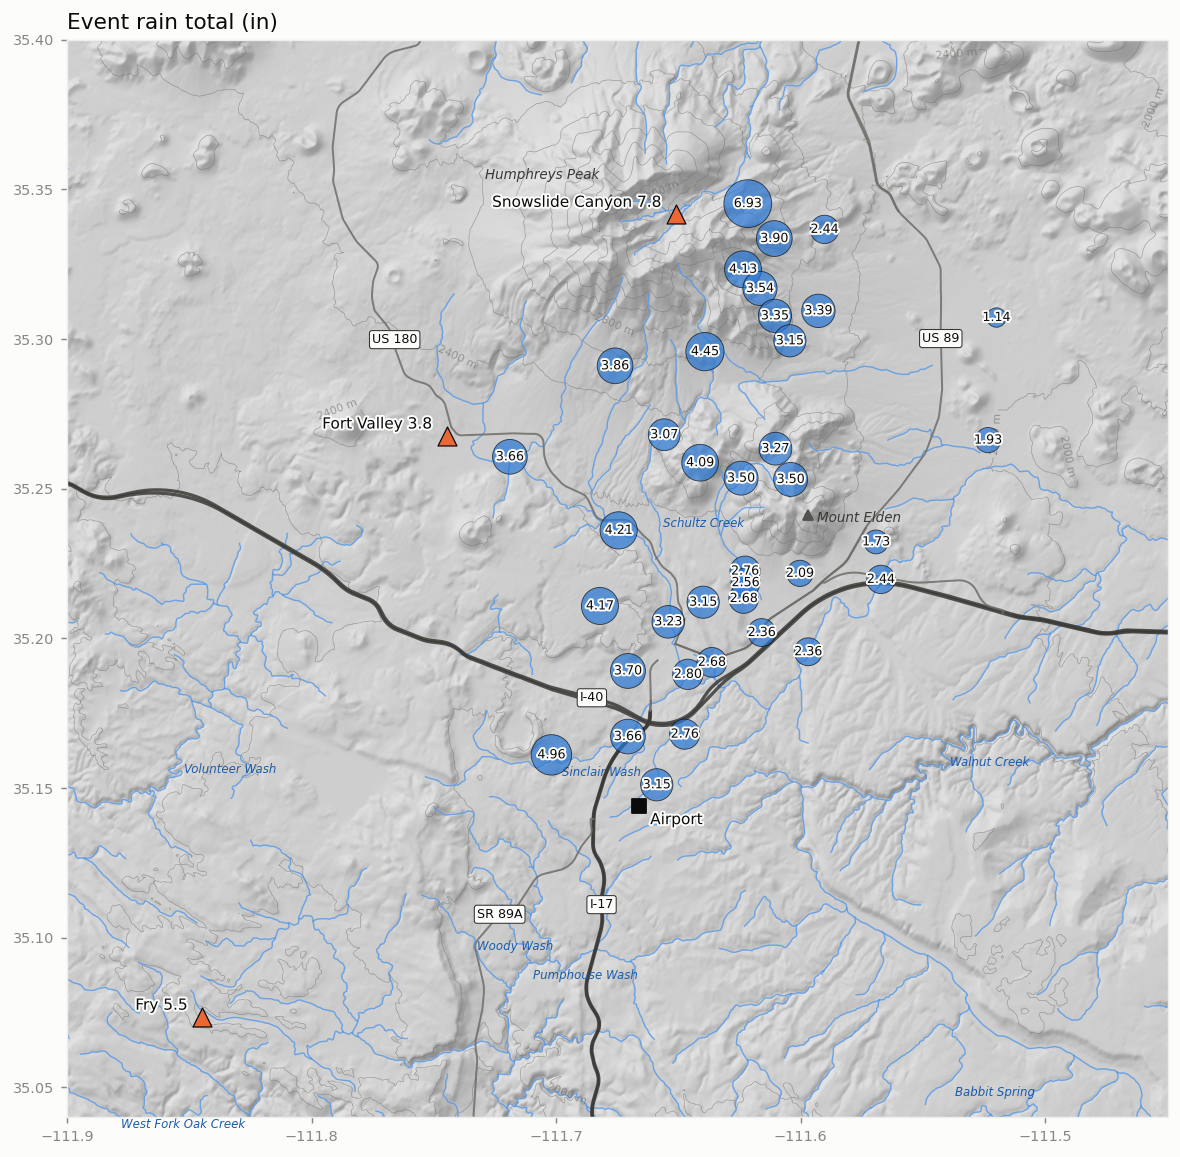 Event rain total (in)
35.40
2400 m
2000 m
35.35
Humphreys Peak
Snowslide Canyon 7.8
6.93
2.44
3.90
4.13
3.54
3.39
3.35
1.14
35.30
US 180
US 89
3.15
2400 m
4.45
3.86
2400 m
Fort Valley 3.8
3.07
1.93
3.27
3.66
4.09
2000 m
3.50
3.50
35.25
Mount Elden
Schultz Creek
4.21
1.73
2.76
2.09
2.56
2.44
2.68
3.15
4.17
3.23
35.20
2.36
2.36
2.68
3.70
2.80
I-40
2.76
3.66
4.96
Volunteer Wash
Sinclair Wash
Walnut Creek
3.15
35.15
Airport
I-17
SR 89A
35.10
Woody Wash
Pumphouse Wash
Fry 5.5
35.05
2000 m
Babbit Spring
West Fork Oak Creek
−111.9
−111.8
−111.7
−111.6
−111.5